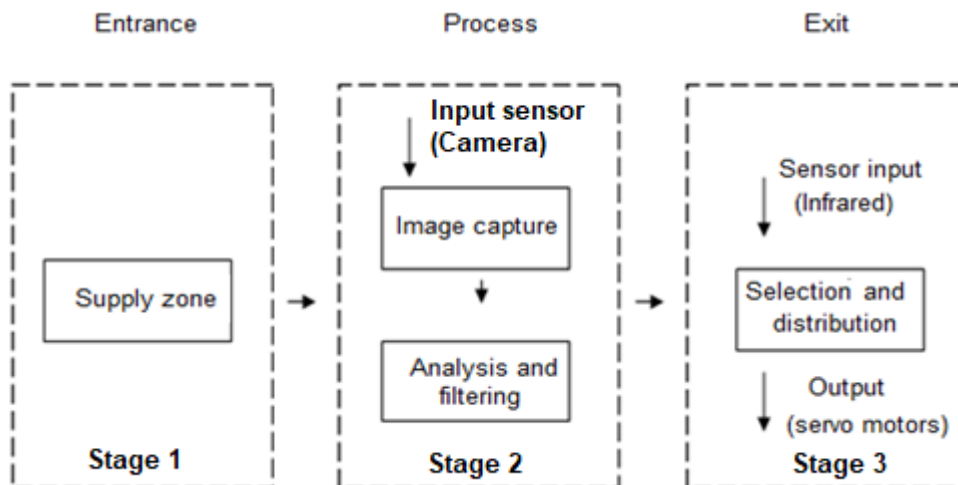 Entrance
Process
Exit
Supply zone
Stage 1
Input sensor
(Camera)
Image capture
Analysis and
filtering
Stage 2
Sensor input
(Infrared)
Selection and
distribution
Output
(servo motors)
Stage 3